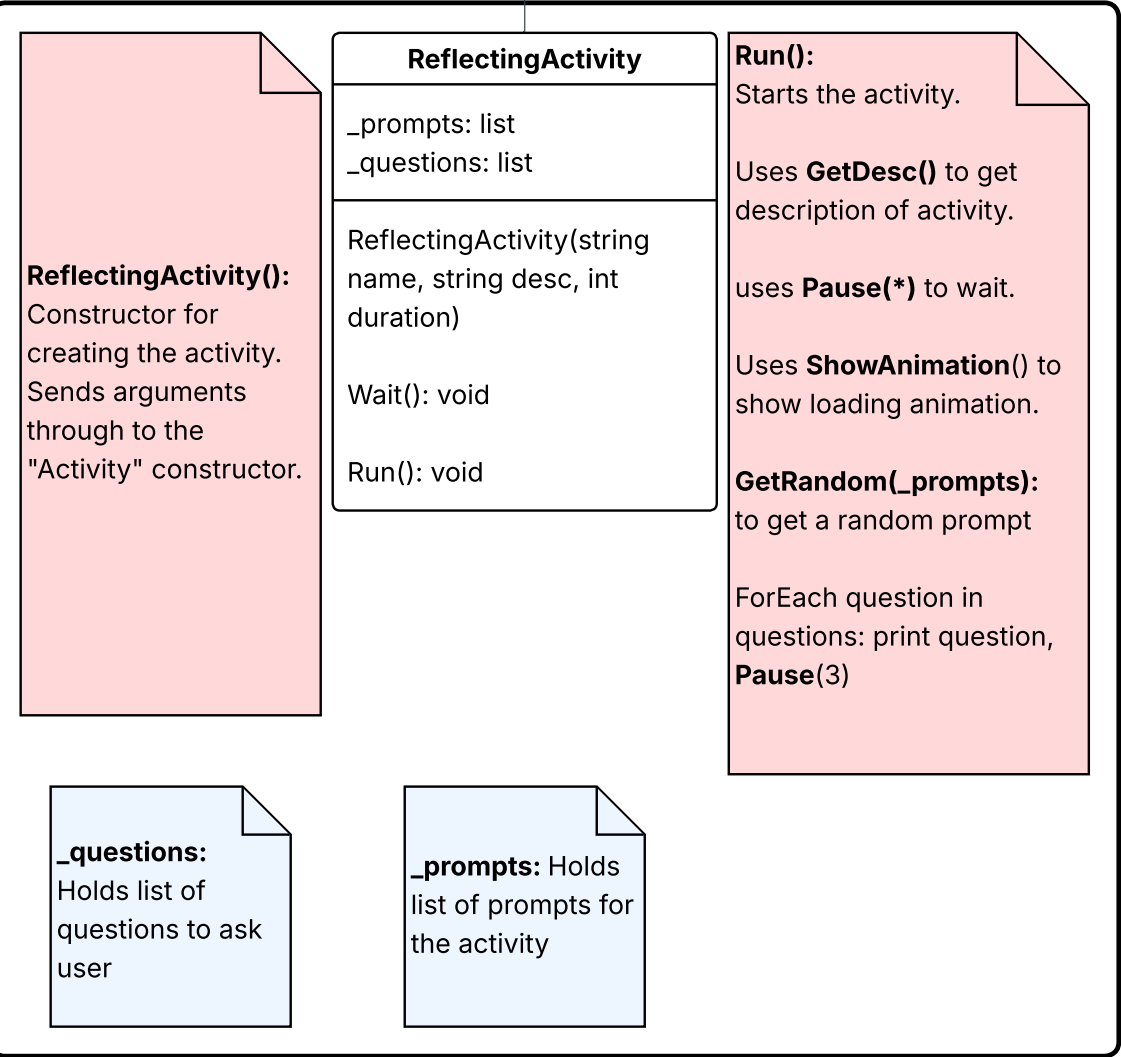 ReflectingActivity():
Constructor for
creating the activity.
Sends arguments
through to the
"Activity" constructor.
ReflectingActivity
_prompts: list
_questions: list
ReflectingActivity(string
name, string desc, int
duration)
Wait(): void
Run(): void
Run():
Starts the activity.
Uses GetDesc() to get
description of activity.
uses Pause(*) to wait.
Uses ShowAnimation() to
show loading animation.
GetRandom(_prompts):
to get a random prompt
ForEach question in
questions: print question,
Pause(3)
_questions:
Holds list of
questions to ask
user
_prompts: Holds
list of prompts for
the activity